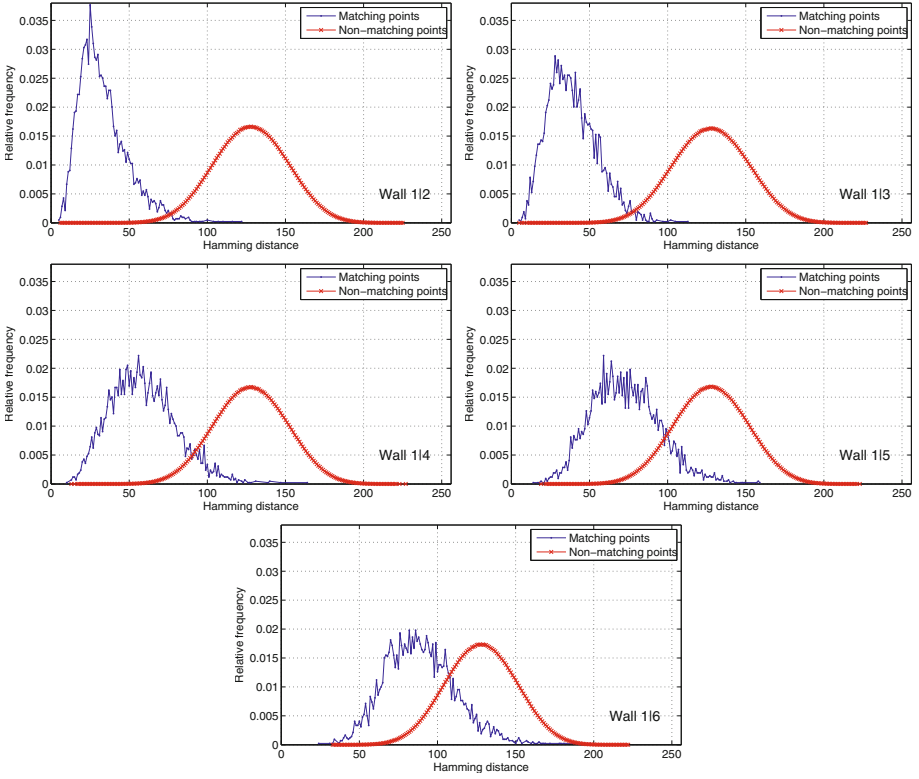 Matching points
Non-matching points
Relative frequency
0.035
0.03
0.025
0.02
0.015
0.01
0.005
0
0 50 100 150 200 250
Hamming distance
Wall 1|2
Matching points
Non-matching points
Relative frequency
0.035
0.03
0.025
0.02
0.015
0.01
0.005
0
0 50 100 150 200 250
Hamming distance
Wall 1|3
Matching points
Non-matching points
Relative frequency
0.035
0.03
0.025
0.02
0.015
0.01
0.005
0
0 50 100 150 200 250
Hamming distance
Wall 1|4
Matching points
Non-matching points
Relative frequency
0.035
0.03
0.025
0.02
0.015
0.01
0.005
0
0 50 100 150 200 250
Hamming distance
Wall 1|5
Matching points
Non-matching points
Relative frequency
0.035
0.03
0.025
0.02
0.015
0.01
0.005
0
0 50 100 150 200 250
Hamming distance
Wall 1|6